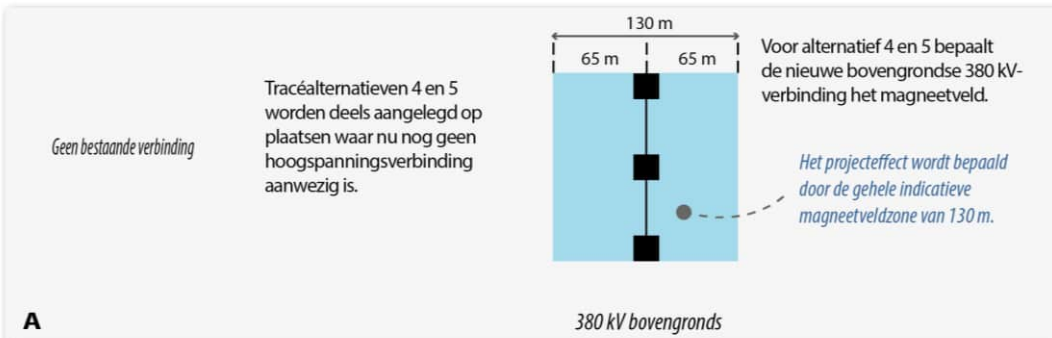 Geen bestaande verbinding
Tracéalternatieven 4 en 5
worden deels aangelegd op
plaatsen waar nu nog geen
hoogspanningsverbinding
aanwezig is.
130 m
65 m
65 m
Voor alternatief 4 en 5 bepaalt
de nieuwe bovengrondse 380 kV-
verbinding het magneetveld.
Het projecteffect wordt bepaald
door de gehele indicatieve
magneetveldzone van 130 m.
A
380 kV bovengronds